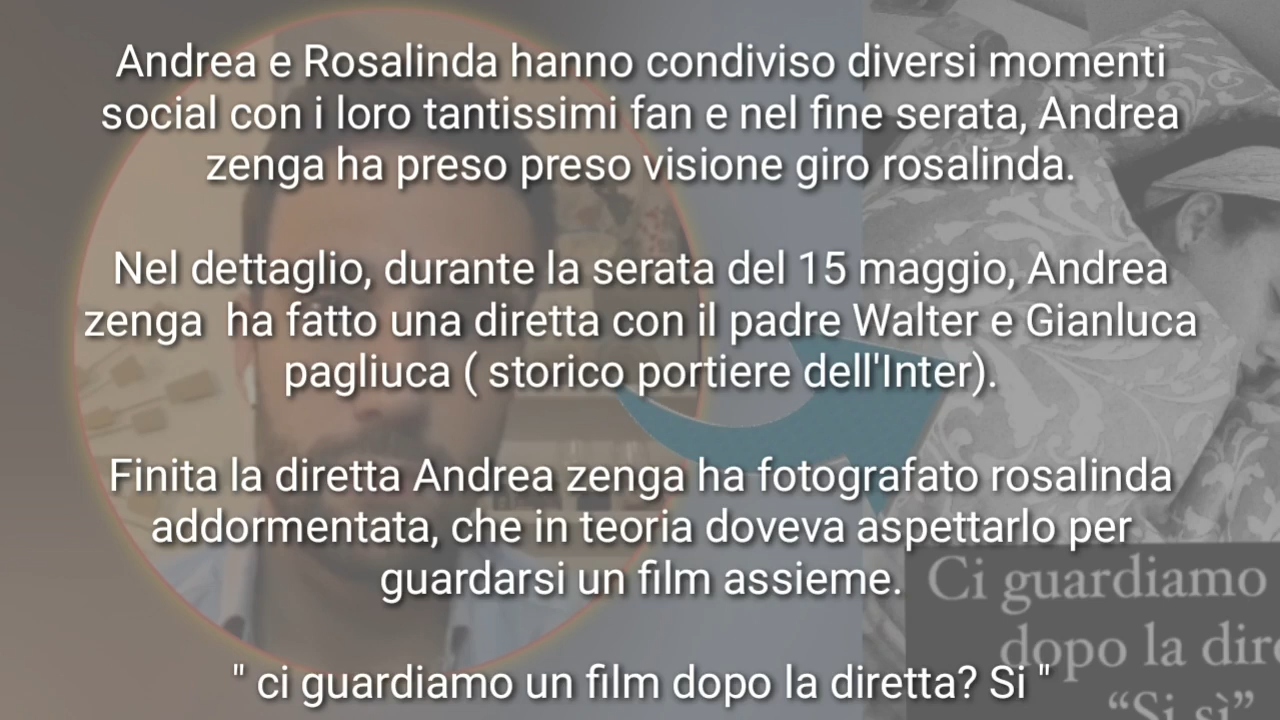 Andrea e Rosalinda hanno condiviso diversi momenti
social con i loro tantissimi fan e nel fine serata, Andrea
zenga ha preso preso visione giro rosalinda.
Nel dettaglio, durante la serata del 15 maggio, Andrea
zenga  ha fatto una diretta con il padre Walter e Gianluca
pagliuca ( storico portiere dell'Inter).
Finita la diretta Andrea zenga ha fotografato rosalinda
addormentata, che in teoria doveva aspettarlo per
guardarsi un film assieme.
" ci guardiamo un film dopo la diretta? Si "
Ci guardiamo
dopo la
“Si sì”